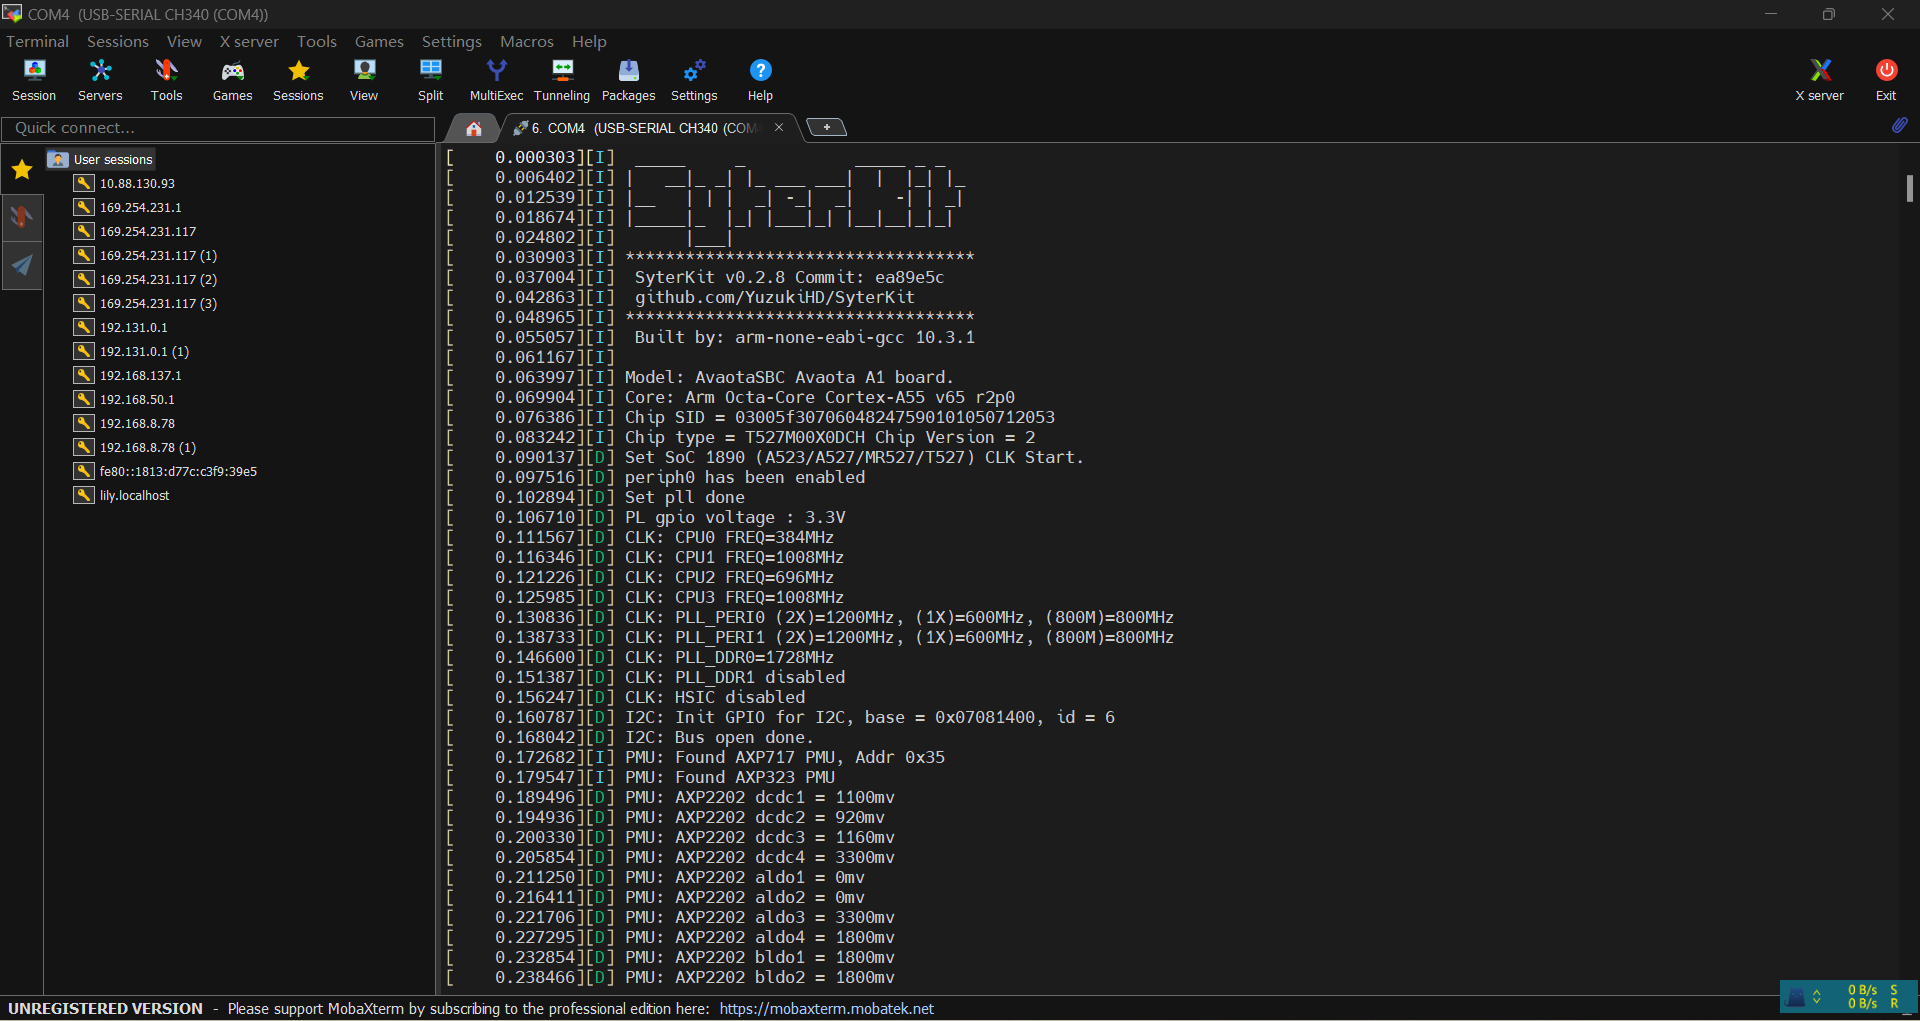 COM4  (USB-SERIAL CH340 (COM4))
Terminal Sessions View X server Tools Games Settings Macros Help
Session Servers Tools Games Sessions View Split MultiExec Tunneling Packages Settings Help X server Exit
Quick connect...
6. COM4  (USB-SERIAL CH340 (COM
User sessions
10.88.130.93
169.254.231.1
169.254.231.117
169.254.231.117 (1)
169.254.231.117 (2)
169.254.231.117 (3)
192.131.0.1
192.131.0.1 (1)
192.168.137.1
192.168.50.1
192.168.8.78
192.168.8.78 (1)
fe80::1813:d77c:c3f9:39e5
lily.localhost
[    0.000303][I]  _____     _           _____ _ _
[    0.006402][I] |   __|_ _| |_ ___ ___|  |  |_| |_
[    0.012539][I] |__   | | |  _| -_|  _|    -| | _|
[    0.018674][I] |_____|_  |_| |___|_| |__|__|_|_|
[    0.024802][I]       |___|
[    0.030903][I] ***********************************
[    0.037004][I]  SyterKit v0.2.8 Commit: ea89e5c
[    0.042863][I]  github.com/YuzukiHD/SyterKit
[    0.048965][I] ***********************************
[    0.055057][I]  Built by: arm-none-eabi-gcc 10.3.1
[    0.061167][I]
[    0.063997][I] Model: AvaotaSBC Avaota A1 board.
[    0.069904][I] Core: Arm Octa-Core Cortex-A55 v65 r2p0
[    0.076386][I] Chip SID = 03005f307060482475901010507120​53
[    0.083242][I] Chip type = T527M00X0DCH Chip Version = 2
[    0.090137][D] Set SoC 1890 (A523/A527/MR527/T527) CLK Start.
[    0.097516][D] periph0 has been enabled
[    0.102894][D] Set pll done
[    0.106710][D] PL gpio voltage : 3.3V
[    0.111567][D] CLK: CPU0 FREQ=384MHz
[    0.116346][D] CLK: CPU1 FREQ=1008MHz
[    0.121226][D] CLK: CPU2 FREQ=696MHz
[    0.125985][D] CLK: CPU3 FREQ=1008MHz
[    0.130836][D] CLK: PLL_PERI0 (2X)=1200MHz, (1X)=600MHz, (800M)=800MHz
[    0.138733][D] CLK: PLL_PERI1 (2X)=1200MHz, (1X)=600MHz, (800M)=800MHz
[    0.146600][D] CLK: PLL_DDR0=1728MHz
[    0.151387][D] CLK: PLL_DDR1 disabled
[    0.156247][D] CLK: HSIC disabled
[    0.160787][D] I2C: Init GPIO for I2C, base = 0x07081400, id = 6
[    0.168042][D] I2C: Bus open done.
[    0.172682][I] PMU: Found AXP717 PMU, Addr 0x35
[    0.179547][I] PMU: Found AXP323 PMU
[    0.189496][D] PMU: AXP2202 dcdc1 = 1100mv
[    0.194936][D] PMU: AXP2202 dcdc2 = 920mv
[    0.200330][D] PMU: AXP2202 dcdc3 = 1160mv
[    0.205854][D] PMU: AXP2202 dcdc4 = 3300mv
[    0.211250][D] PMU: AXP2202 aldo1 = 0mv
[    0.216411][D] PMU: AXP2202 aldo2 = 0mv
[    0.221706][D] PMU: AXP2202 aldo3 = 3300mv
[    0.227295][D] PMU: AXP2202 aldo4 = 1800mv
[    0.232854][D] PMU: AXP2202 bldo1 = 1800mv
[    0.238466][D] PMU: AXP2202 bldo2 = 1800mv
UNREGISTERED VERSION  -  Please support MobaXterm by subscribing to the professional edition here:  https://mobaxterm.mobatek.net
0 B/s S
0 B/s R